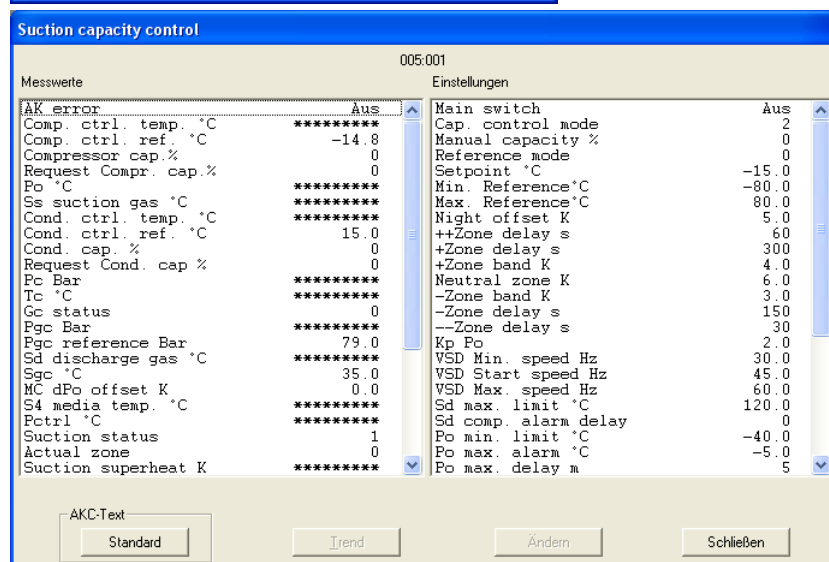 Suction capacity control
005:001
Messwerte
AK error Aus
Comp. ctrl. temp. °C *********
Comp. ctrl. ref. °C -14.8
Compressor cap.% 0
Request Compr. cap.% 0
Po °C *********
Ss suction gas °C *********
Cond. ctrl. temp. °C *********
Cond. ctrl. ref. °C 15.0
Cond. cap. % 0
Request Cond. cap % 0
Pc Bar *********
Tc °C *********
Gc status 0
Pgc Bar *********
Pgc reference Bar 79.0
Sd discharge gas °C *********
Sgc °C 35.0
MC dPo offset K 0.0
S4 media temp. °C *********
Pctrl °C *********
Suction status 1
Actual zone 0
Suction superheat K *********
Einstellungen
Main switch Aus
Cap. control mode 2
Manual capacity % 0
Reference mode 0
Setpoint °C -15.0
Min. Reference°C -80.0
Max. Reference°C 80.0
Night offset K 5.0
++Zone delay s 60
+Zone delay s 300
+Zone band K 4.0
Neutral zone K 6.0
-Zone band K 3.0
-Zone delay s 150
--Zone delay s 30
Kp Po 2.0
VSD Min. speed Hz 30.0
VSD Start speed Hz 45.0
VSD Max. speed Hz 60.0
Sd max. limit °C 120.0
Sd comp. alarm delay 0
Po min. limit °C -40.0
Po max. alarm °C -5.0
Po max. delay m 5
AKC-Text
Standard
Trend
Ändern
Schließen